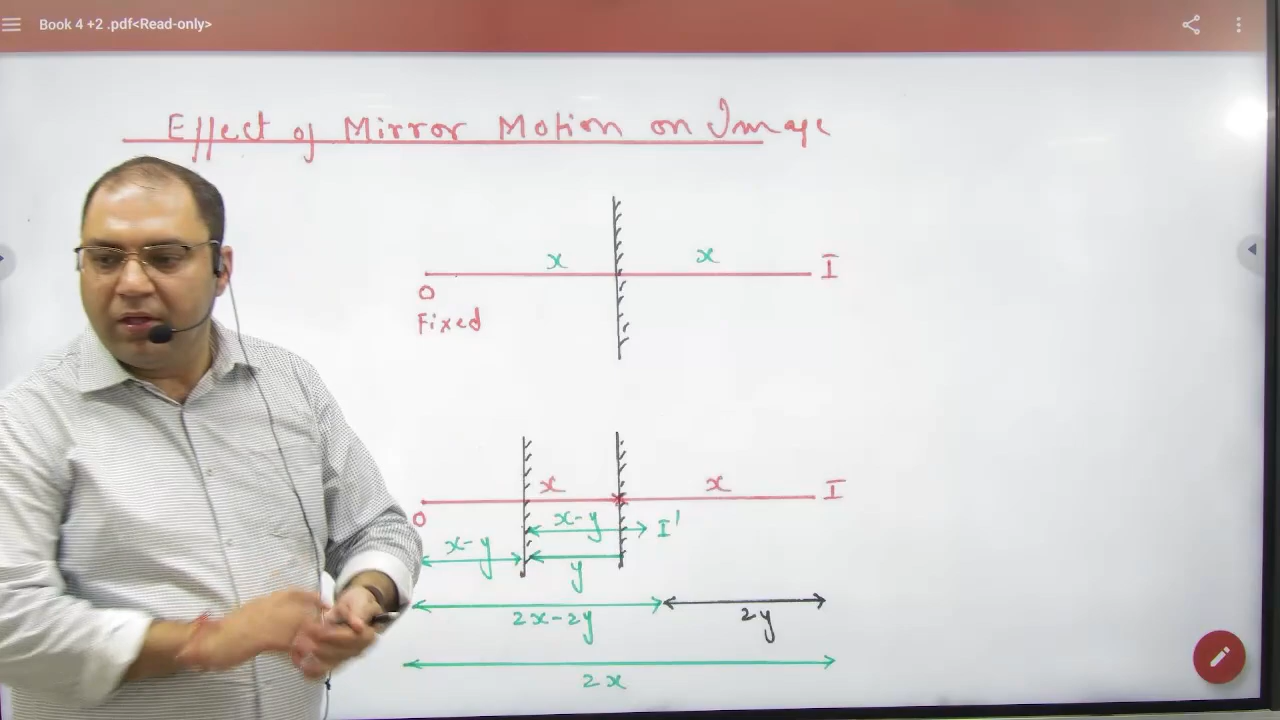 Book 4 +2 .pdf<Read-only>
Effect of Mirror Motion on Image
x x
O I
Fixed
x x
O I
x-y I'
x-y
y
2x-2y 2y
2x